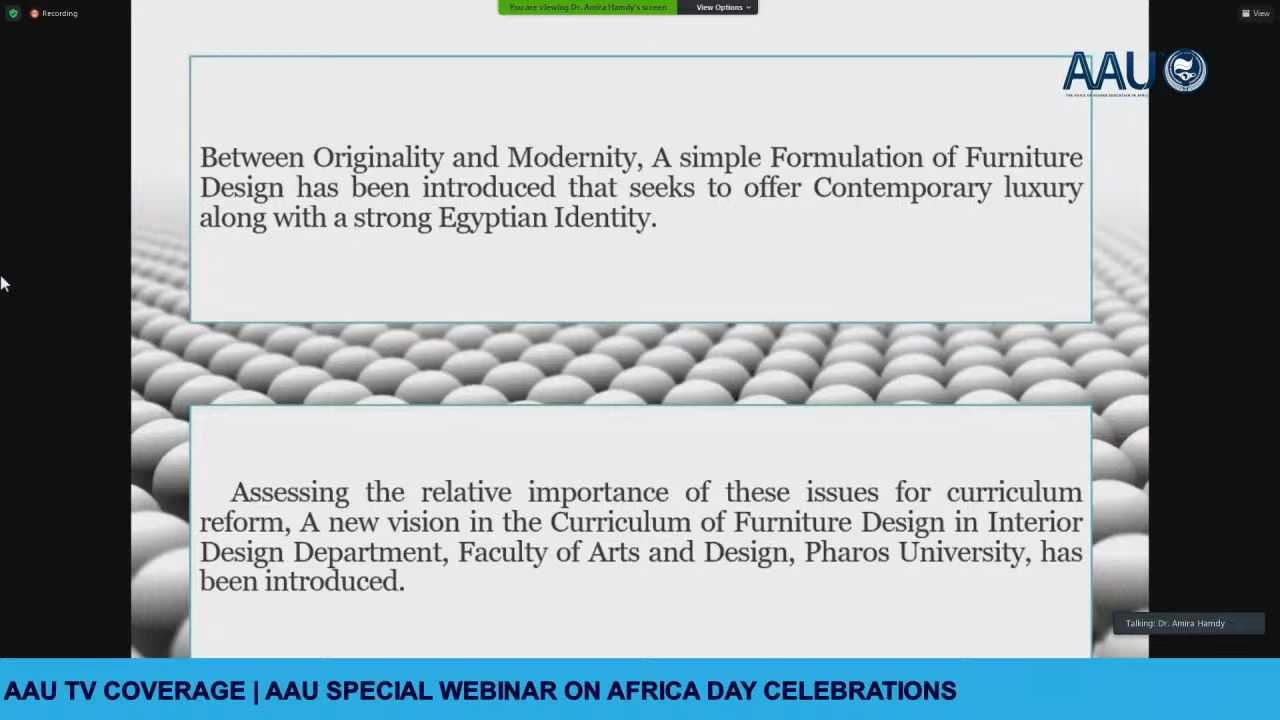 Recording
You are viewing Dr. Amira Hamdy's screen
View Options
View
AAU
Between Originality and Modernity, A simple Formulation of Furniture
Design has been introduced that seeks to offer Contemporary luxury
along with a strong Egyptian Identity.
Assessing the relative importance of these issues for curriculum
reform, A new vision in the Curriculum of Furniture Design in Interior
Design Department, Faculty of Arts and Design, Pharos University, has
been introduced.
Talking: Dr. Amira Hamdy
AAU TV COVERAGE | AAU SPECIAL WEBINAR ON AFRICA DAY CELEBRATIONS